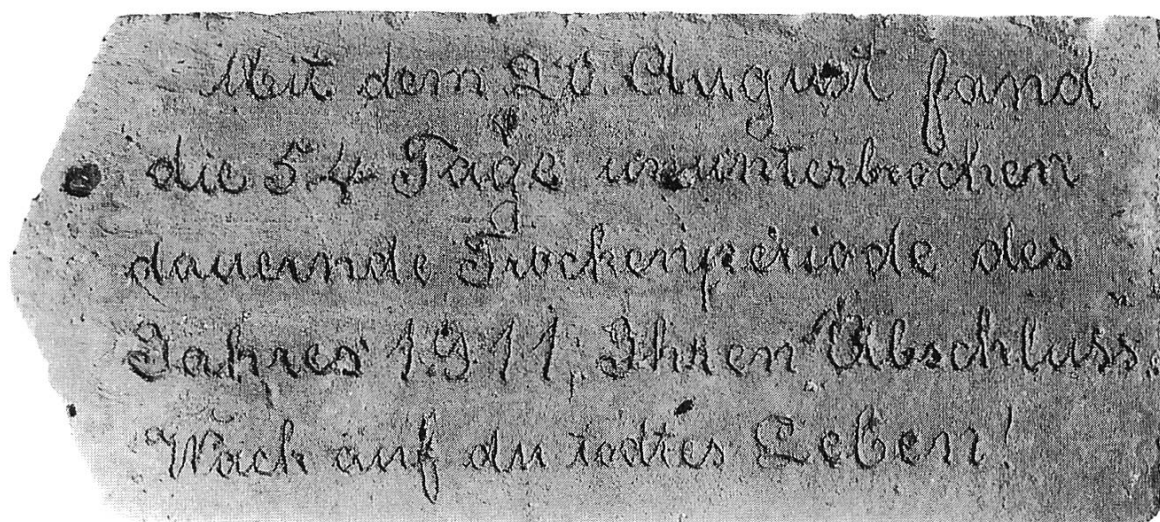 Mit dem 20. August fand
die 54 Tage ununterbrochen
dauernde Trockenperiode des
Jahres 1911, Ihren Abschluss.
Wach auf du todtes Leben!